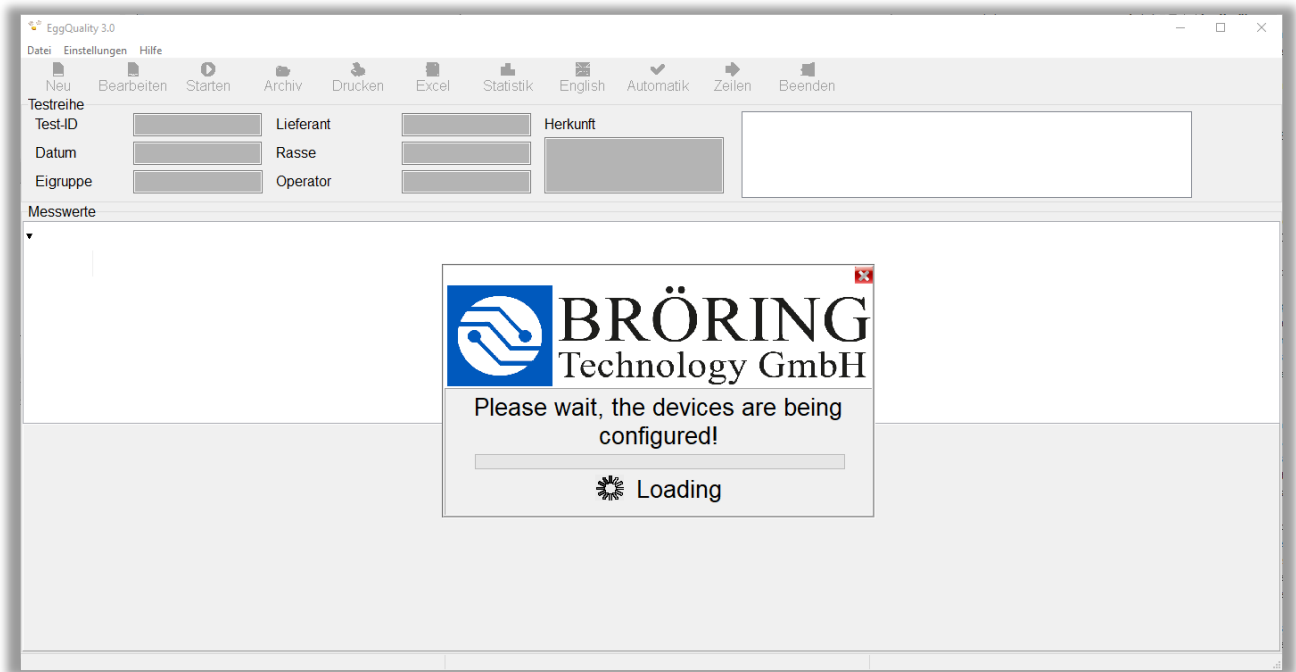 EggQuality 3.0
Datei Einstellungen Hilfe
Neu Bearbeiten Starten Archiv Drucken Excel Statistik English Automatik Zeilen Beenden
Testreihe
Test-ID Lieferant Herkunft
Datum Rasse
Eigruppe Operator
Messwerte
BRÖRING
Technology GmbH
Please wait, the devices are being
configured!
Loading